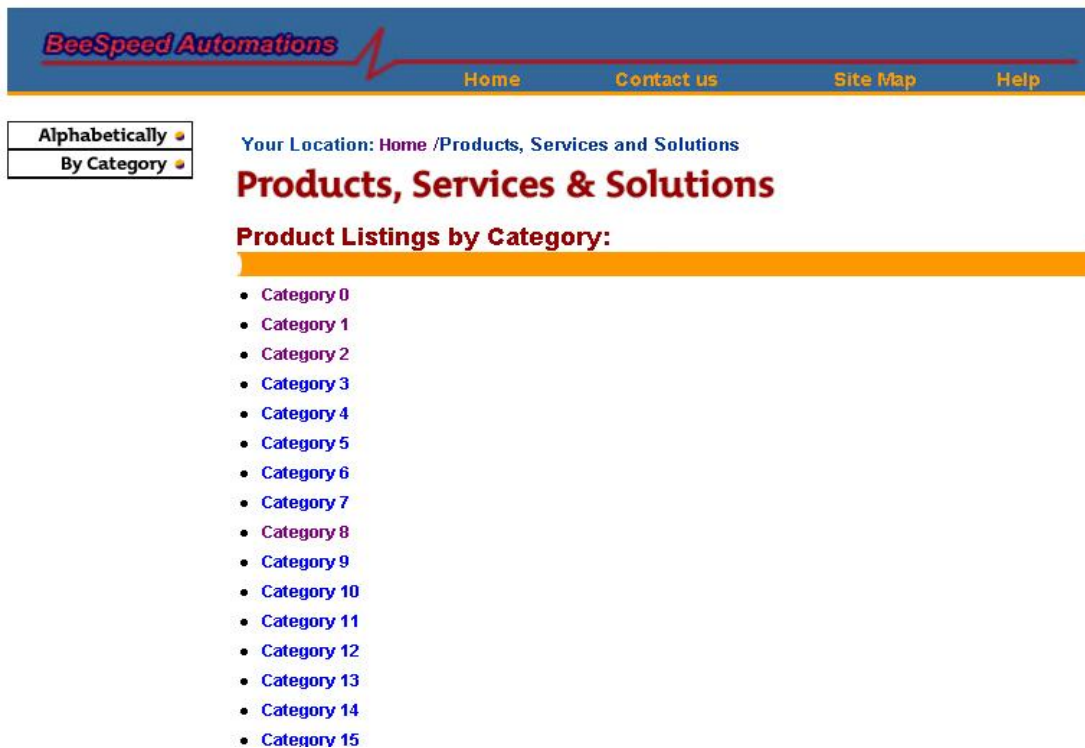 BeeSpeed Automations
Home Contact us Site Map Help
Alphabetically
By Category
Your Location: Home /Products, Services and Solutions
Products, Services & Solutions
Product Listings by Category:
Category 0
Category 1
Category 2
Category 3
Category 4
Category 5
Category 6
Category 7
Category 8
Category 9
Category 10
Category 11
Category 12
Category 13
Category 14
Category 15